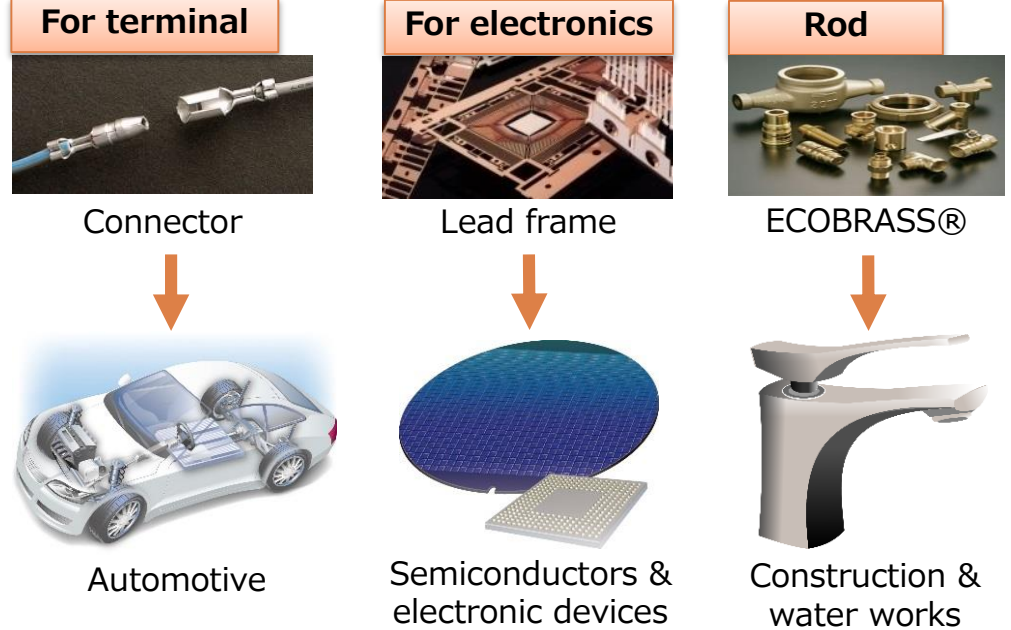 For terminal
For electronics
Rod
Connector
Lead frame
ECOBRASS®
Automotive
Semiconductors &
electronic devices
Construction &
water works